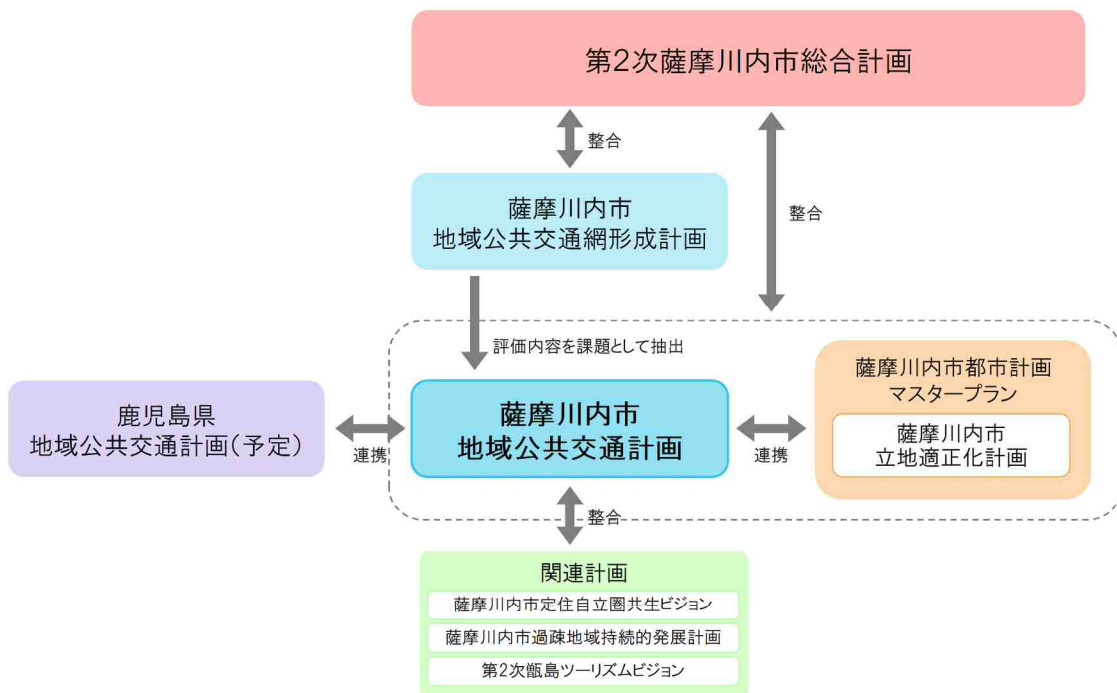 第2次薩摩川内市総合計画
整合
薩摩川内市
地域公共交通網形成計画
整合
評価内容を課題として抽出
鹿児島県
地域公共交通計画(予定)
連携
薩摩川内市
地域公共交通計画
連携
薩摩川内市都市計画
マスタープラン
薩摩川内市
立地適正化計画
整合
関連計画
薩摩川内市定住自立圏共生ビジョン
薩摩川内市過疎地域持続的発展計画
第2次甑島ツーリズムビジョン